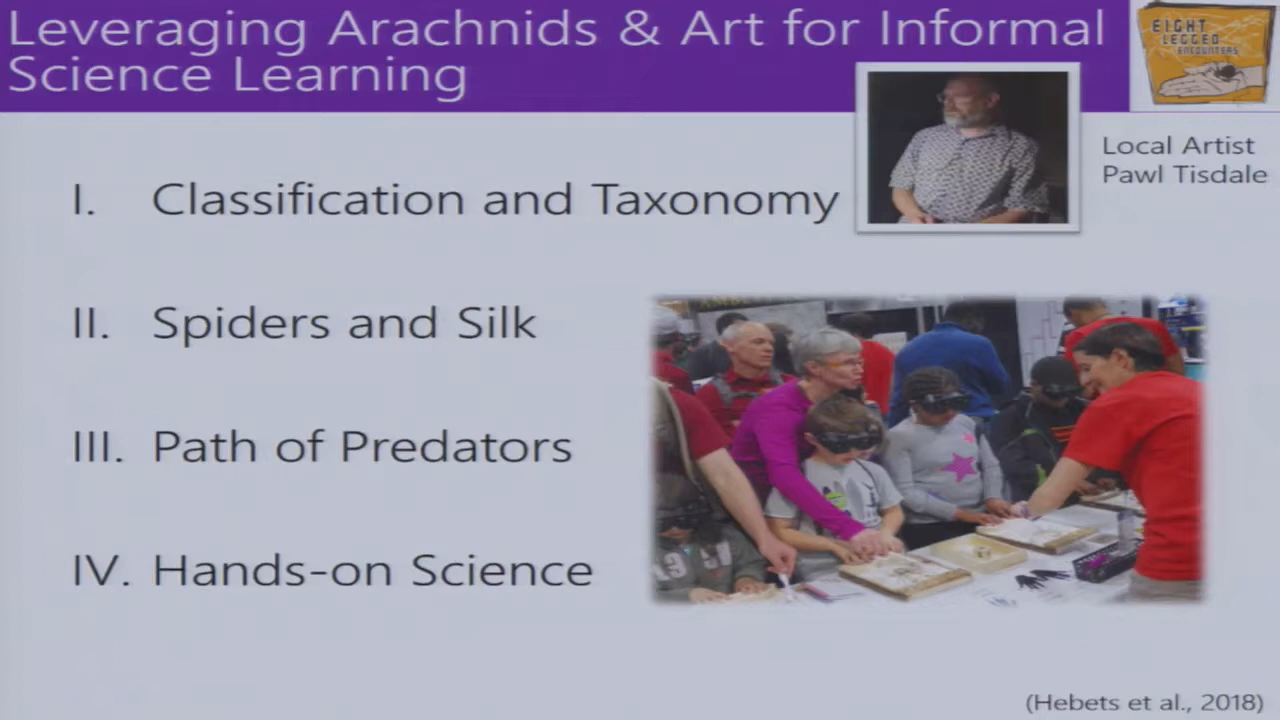 Leveraging Arachnids & Art for Informal
Science Learning
EIGHT
LEGGED
ENCOUNTERS
Local Artist
Pawl Tisdale
I. Classification and Taxonomy
II. Spiders and Silk
III. Path of Predators
IV. Hands-on Science
(Hebets et al., 2018)